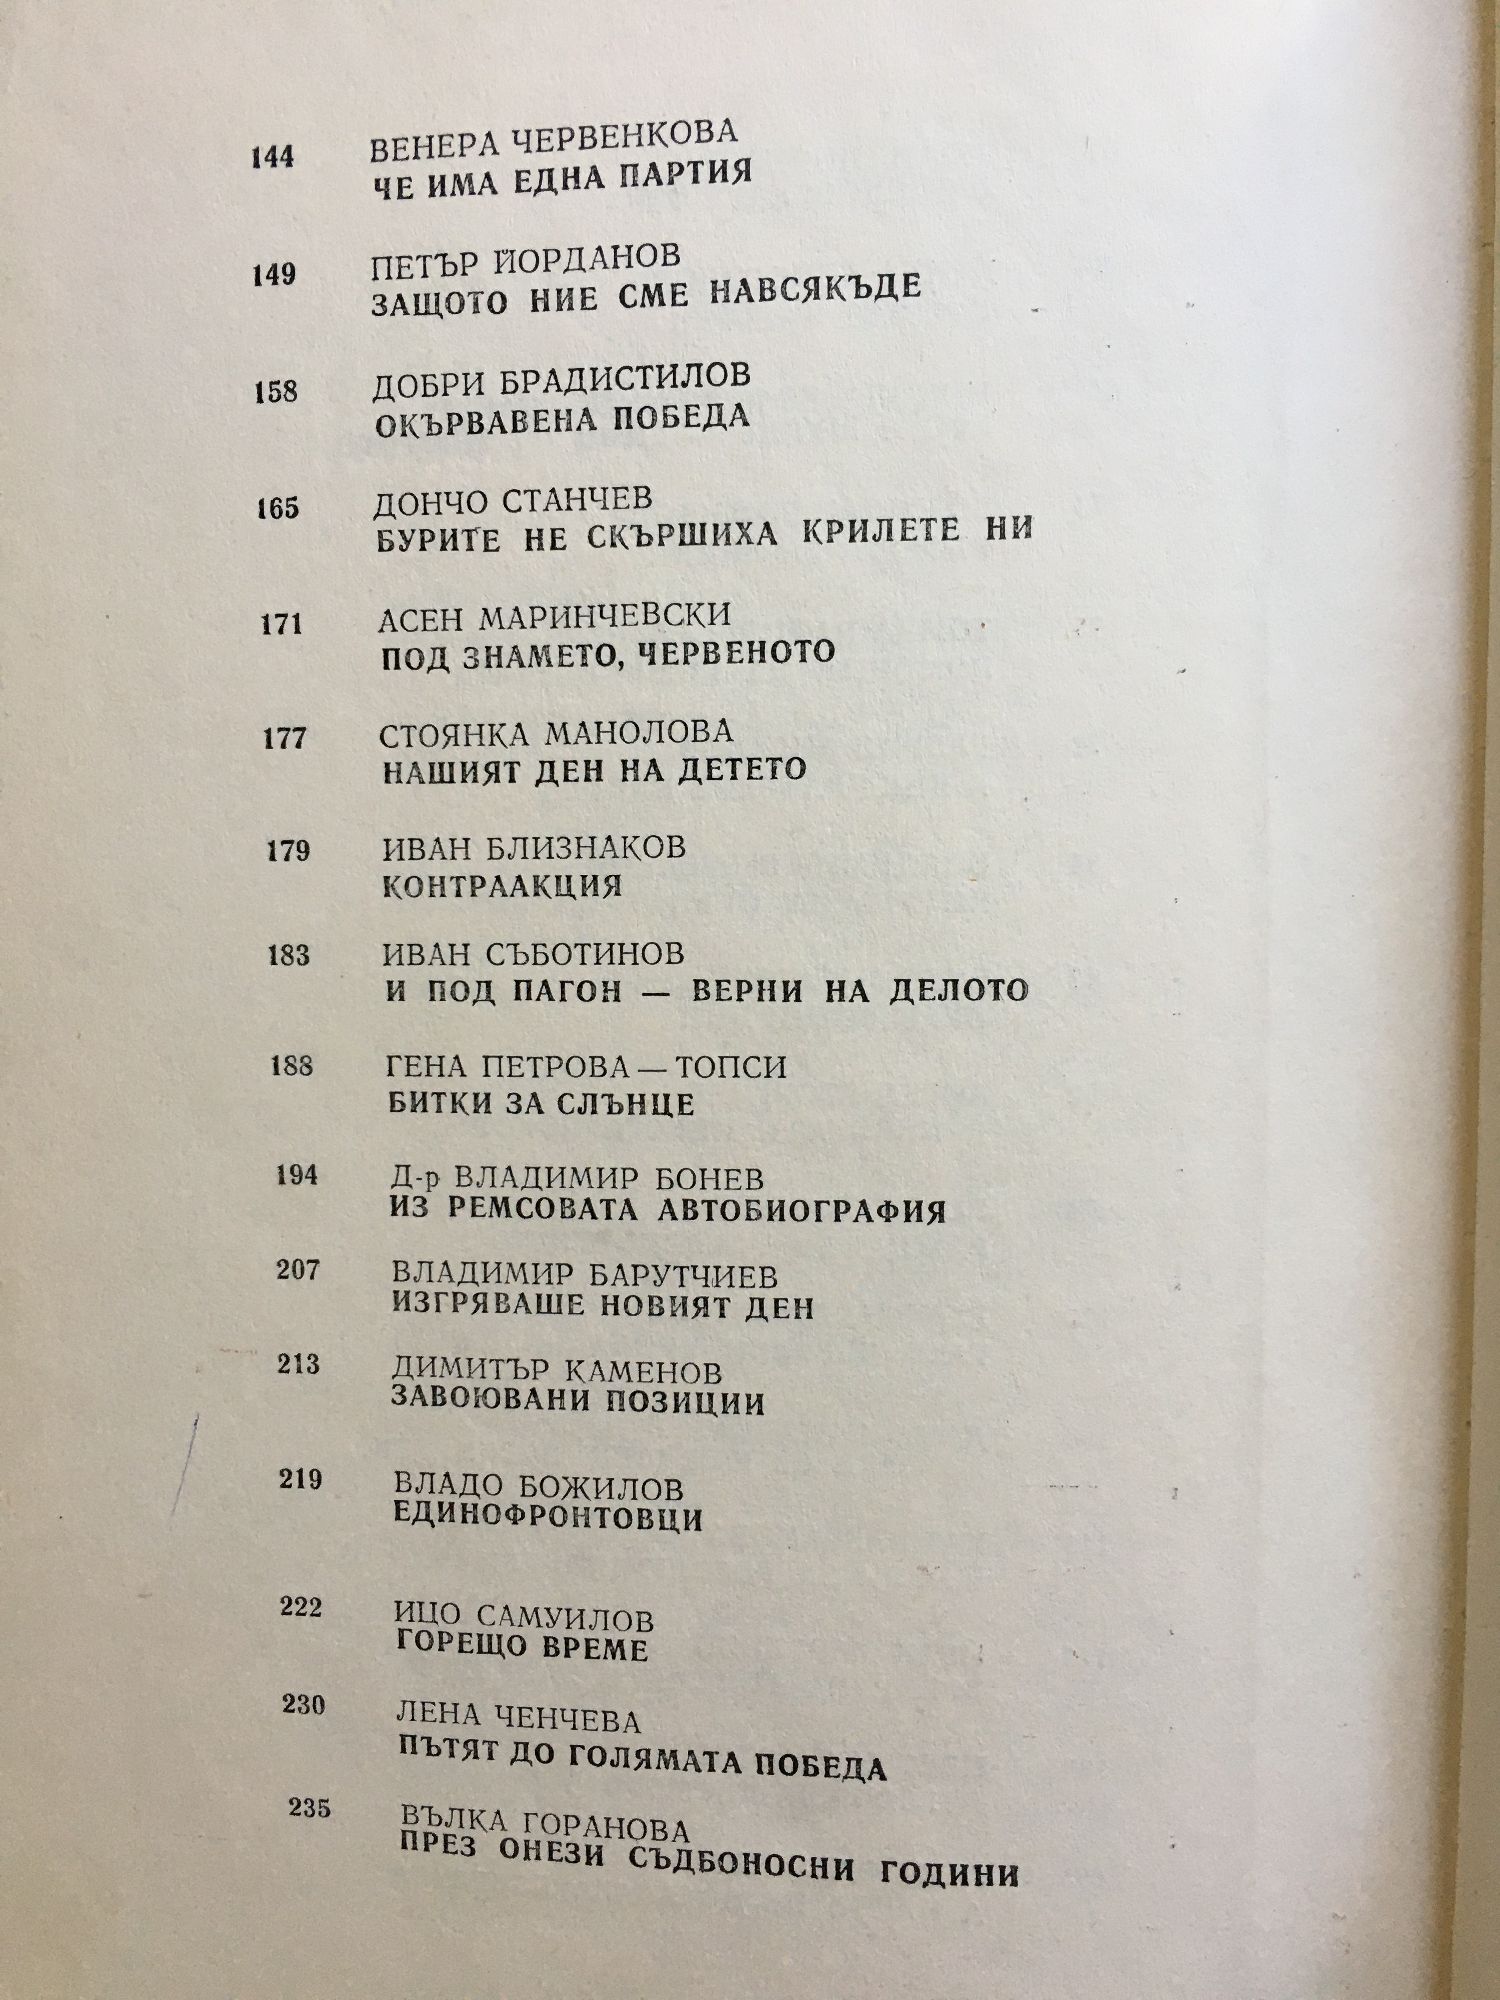 144 ВЕНЕРА ЧЕРВЕНКОВА
ЧЕ ИМА ЕДНА ПАРТИЯ
149 ПЕТЪР ЙОРДАНОВ
ЗАЩОТО НИЕ СМЕ НАВСЯКЪДЕ
158 ДОБРИ БРАДИСТИЛОВ
ОКЪРВАВЕНА ПОБЕДА
165 ДОНЧО СТАНЧЕВ
БУРИТЕ НЕ СКЪРШИХА КРИЛЕТЕ НИ
171 АСЕН МАРИНЧЕВСКИ
ПОД ЗНАМЕТО, ЧЕРВЕНОТО
177 СТОЯНКА МАНОЛОВА
НАШИЯТ ДЕН НА ДЕТЕТО
179 ИВАН БЛИЗНАКОВ
КОНТРААКЦИЯ
183 ИВАН СЪБОТИНОВ
И ПОД ПАГОН — ВЕРНИ НА ДЕЛОТО
188 ГЕНА ПЕТРОВА — ТОПСИ
БИТКИ ЗА СЛЪНЦЕ
194 Д-р ВЛАДИМИР БОНЕВ
ИЗ РЕМСОВАТА АВТОБИОГРАФИЯ
207 ВЛАДИМИР БАРУТЧИЕВ
ИЗГРЯВАШЕ НОВИЯТ ДЕН
213 ДИМИТЪР КАМЕНОВ
ЗАВОЮВАНИ ПОЗИЦИИ
219 ВЛАДО БОЖИЛОВ
ЕДИНОФРОНТОВЦИ
222 ИЦО САМУИЛОВ
ГОРЕЩО ВРЕМЕ
230 ЛЕНА ЧЕНЧЕВА
ПЪТЯТ ДО ГОЛЯМАТА ПОБЕДА
235 ВЪЛКА ГОРАНОВА
ПРЕЗ ОНЕЗИ СЪДБОНОСНИ ГОДИНИ